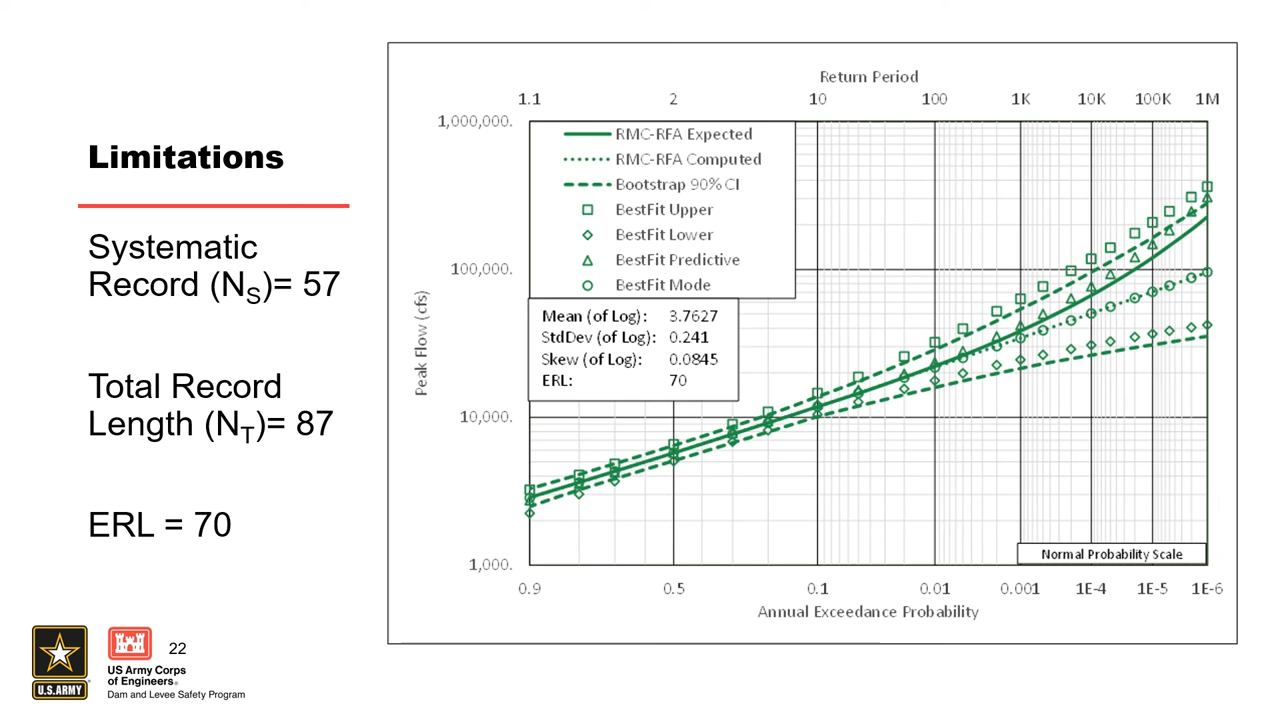 Limitations
Systematic
Record (NS)= 57
Total Record
Length (NT)= 87
ERL = 70
U.S.ARMY
US Army Corps
of Engineers®
Dam and Levee Safety Program
22
Return Period
1.1 2 10 100 1K 10K 100K 1M
1,000,000.
100,000.
10,000.
1,000.
Peak Flow (cfs)
RMC-RFA Expected
RMC-RFA Computed
Bootstrap 90% CI
BestFit Upper
BestFit Lower
BestFit Predictive
BestFit Mode
Mean (of Log): 3.7627
StdDev (of Log): 0.241
Skew (of Log): 0.0845
ERL: 70
Normal Probability Scale
0.9 0.5 0.1 0.01 0.001 1E-4 1E-5 1E-6
Annual Exceedance Probability